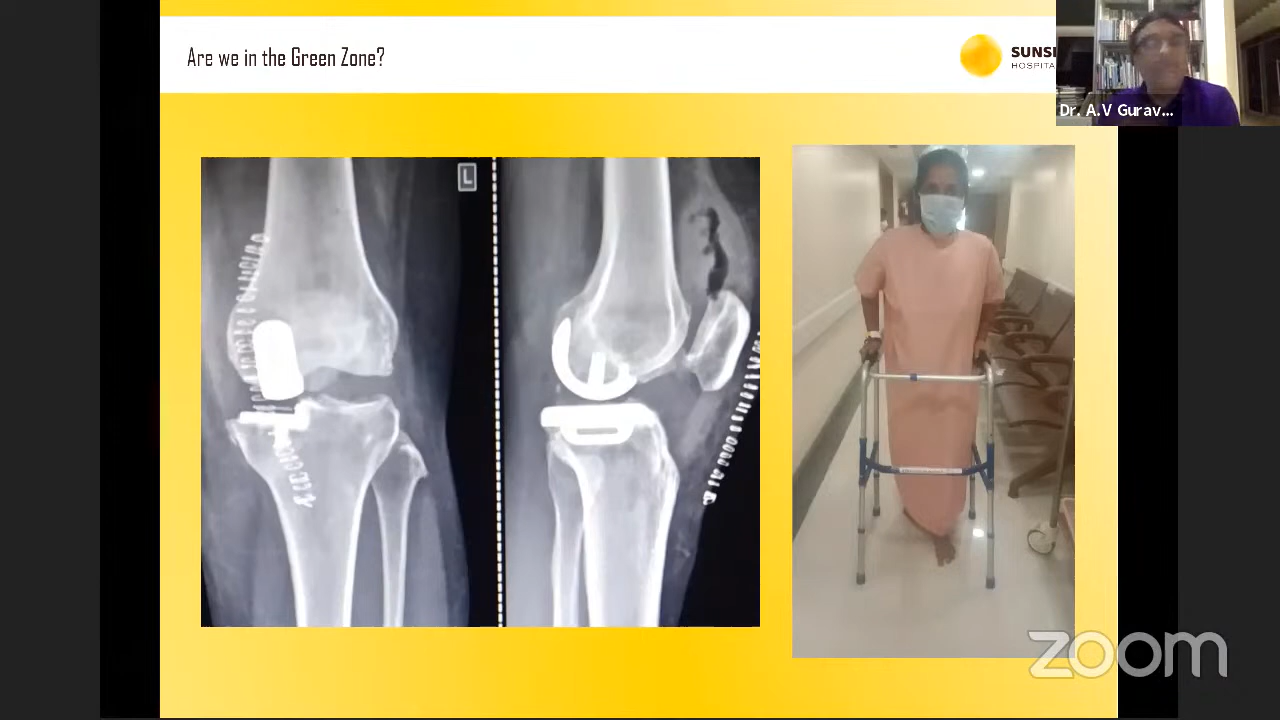 Are we in the Green Zone?
SUNSI
HOSPITA
Dr. A.V Gurav...
L
zoom